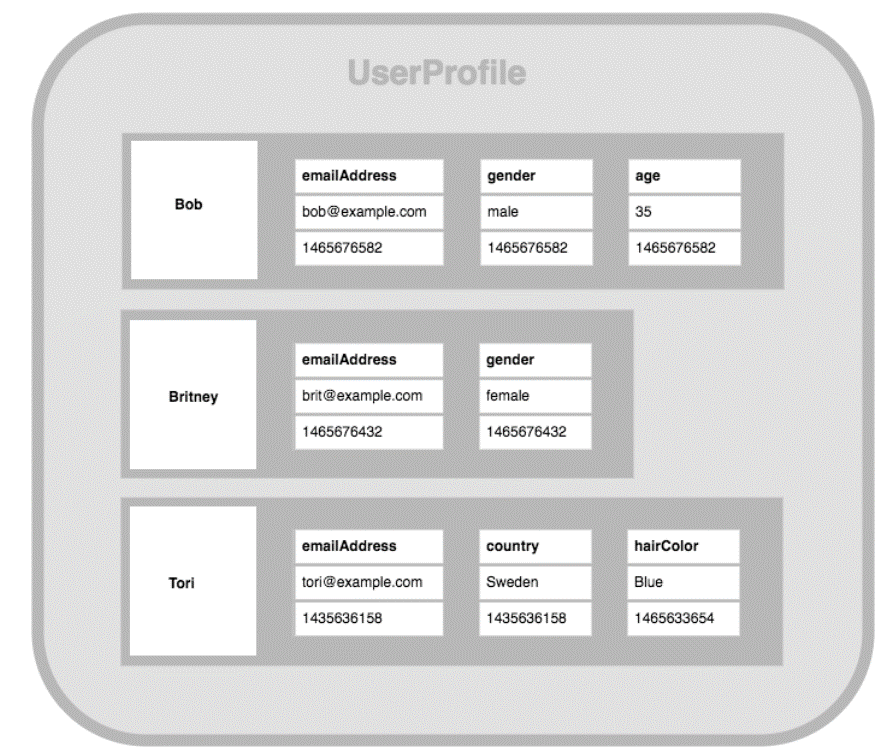 UserProfile
emailAddress gender age
Bob
bob@example.com male 35
1465676582 1465676582 1465676582
emailAddress gender
brit@example.com female
Britney
1465676432 1465676432
emailAddress country hairColor
tori@example.com Sweden Blue
Tori
1435636158 1435636158 1465633654